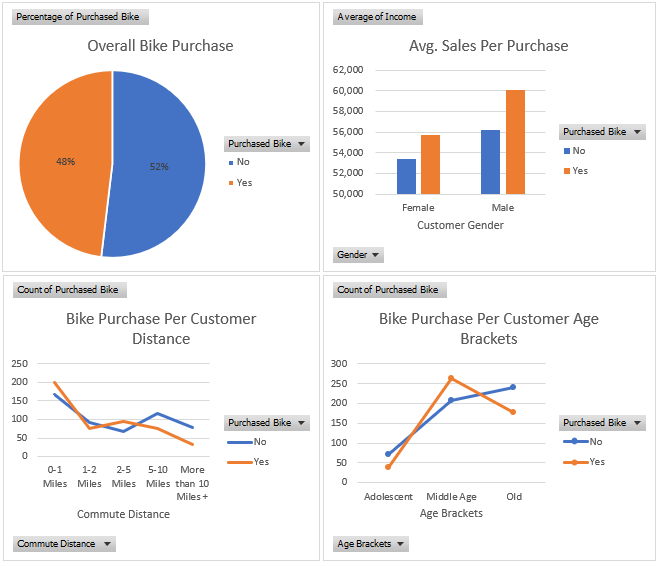 Percentage of Purchased Bike
Overall Bike Purchase
48%
52%
Purchased Bike
No
Yes
Average of Income
Avg. Sales Per Purchase
62,000
60,000
58,000
56,000
54,000
52,000
50,000
Female
Male
Customer Gender
Purchased Bike
No
Yes
Gender
Count of Purchased Bike
Bike Purchase Per Customer
Distance
250
200
150
100
50
0
0-1
Miles
1-2
Miles
2-5
Miles
5-10
Miles
More
than 10
Miles +
Commute Distance
Purchased Bike
No
Yes
Commute Distance
Count of Purchased Bike
Bike Purchase Per Customer Age
Brackets
300
250
200
150
100
50
0
Adolescent
Middle Age
Old
Age Brackets
Purchased Bike
No
Yes
Age Brackets